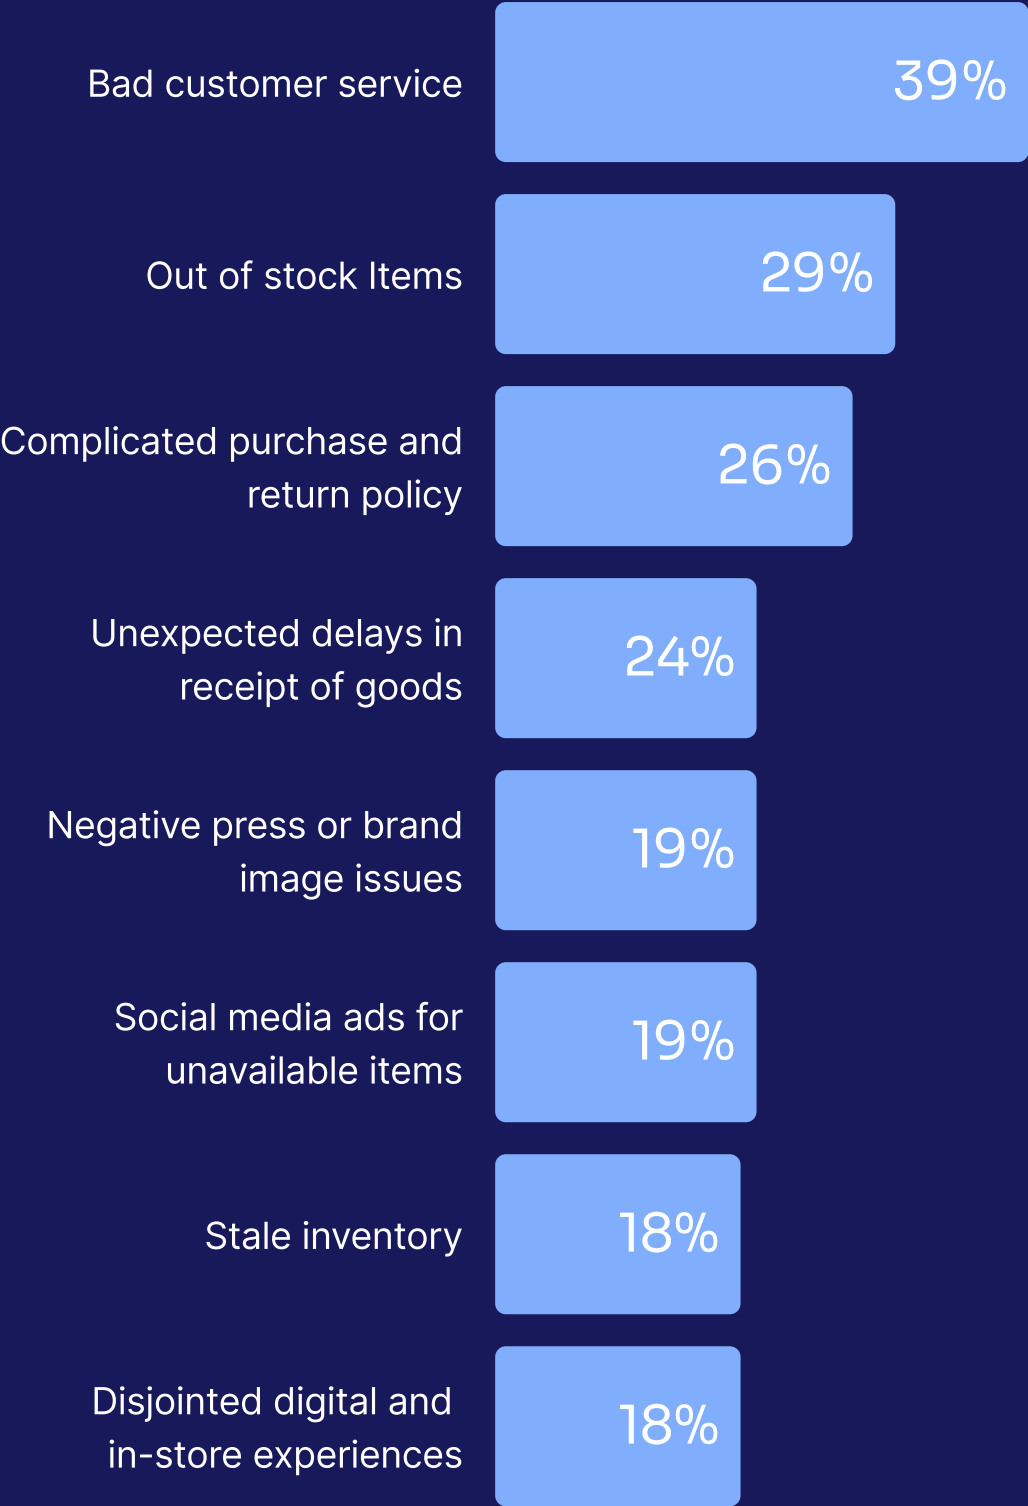 Bad customer service
39%
Out of stock Items
29%
Complicated purchase and
return policy
26%
Unexpected delays in
receipt of goods
24%
Negative press or brand
image issues
19%
Social media ads for
unavailable items
19%
Stale inventory
18%
Disjointed digital and
in-store experiences
18%